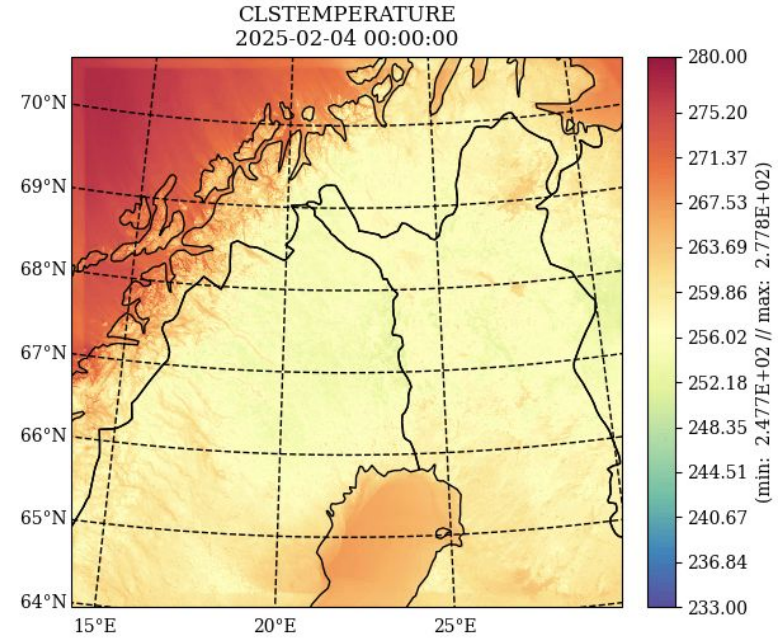 CLSTEMPERATURE
2025-02-04 00:00:00
70°N
69°N
68°N
67°N
66°N
65°N
64°N
15°E
20°E
25°E
280.00
275.20
271.37
267.53
263.69
259.86
256.02
252.18
248.35
244.51
240.67
236.84
233.00
(min: 2.477E+02 // max: 2.778E+02)